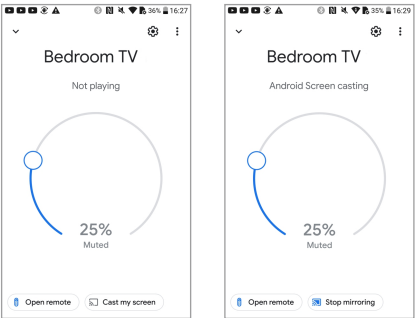 36% 16:27
Bedroom TV
Not playing
25%
Muted
Open remote
Cast my screen
35% 16:29
Bedroom TV
Android Screen casting
25%
Muted
Open remote
Stop mirroring